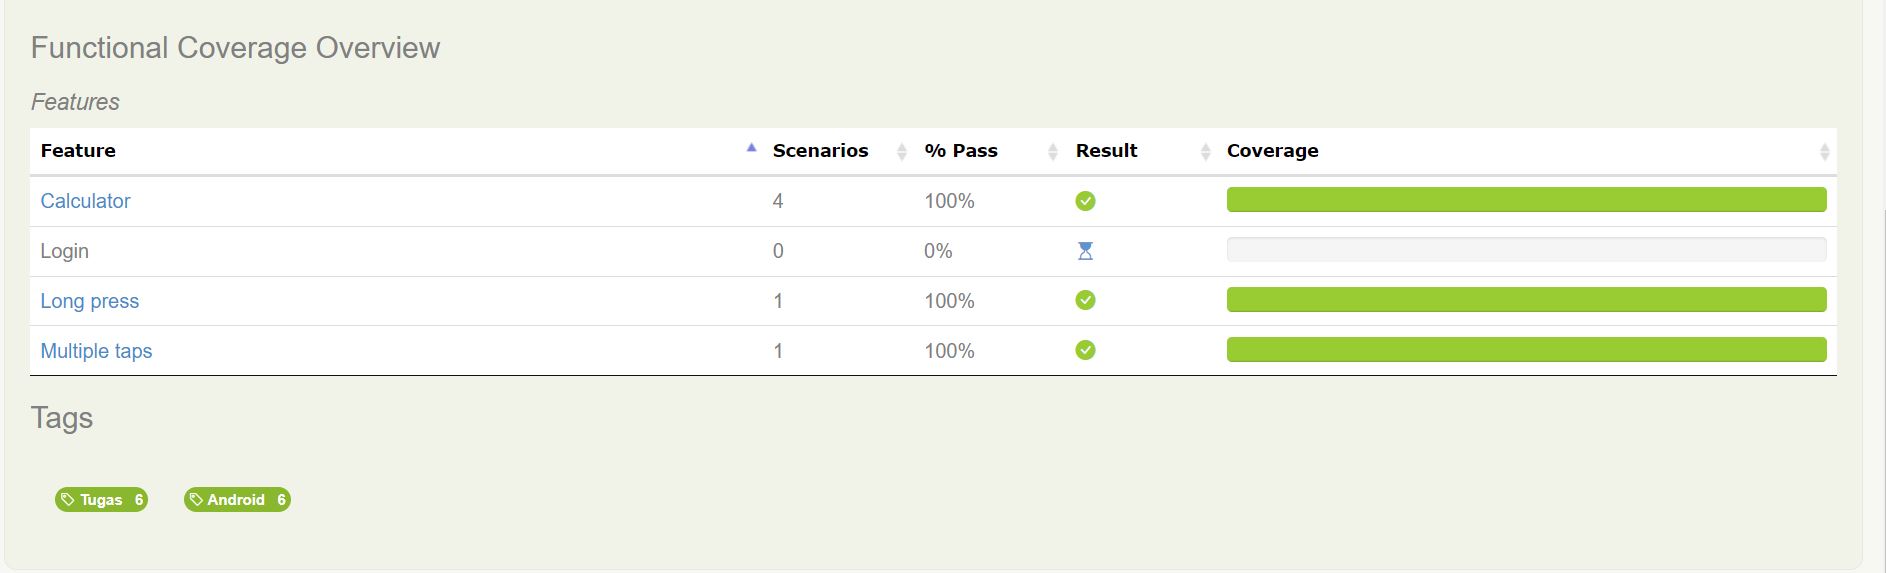 Functional Coverage Overview
Features
Feature Scenarios % Pass Result Coverage
Calculator 4 100%
Login 0 0%
Long press 1 100%
Multiple taps 1 100%
Tags
Tugas 6 Android 6